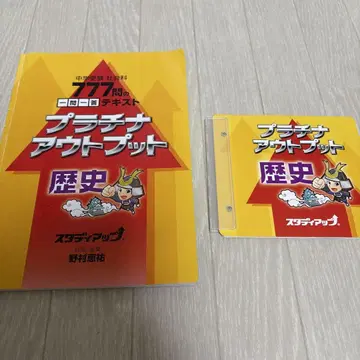 中学受験 社会科
777問の
一問一答 テキスト
プラチナ
アウトプット
歴史
スタディアップ
野村恵祐
プラチナ
アウトプット
歴史
スタディアップ